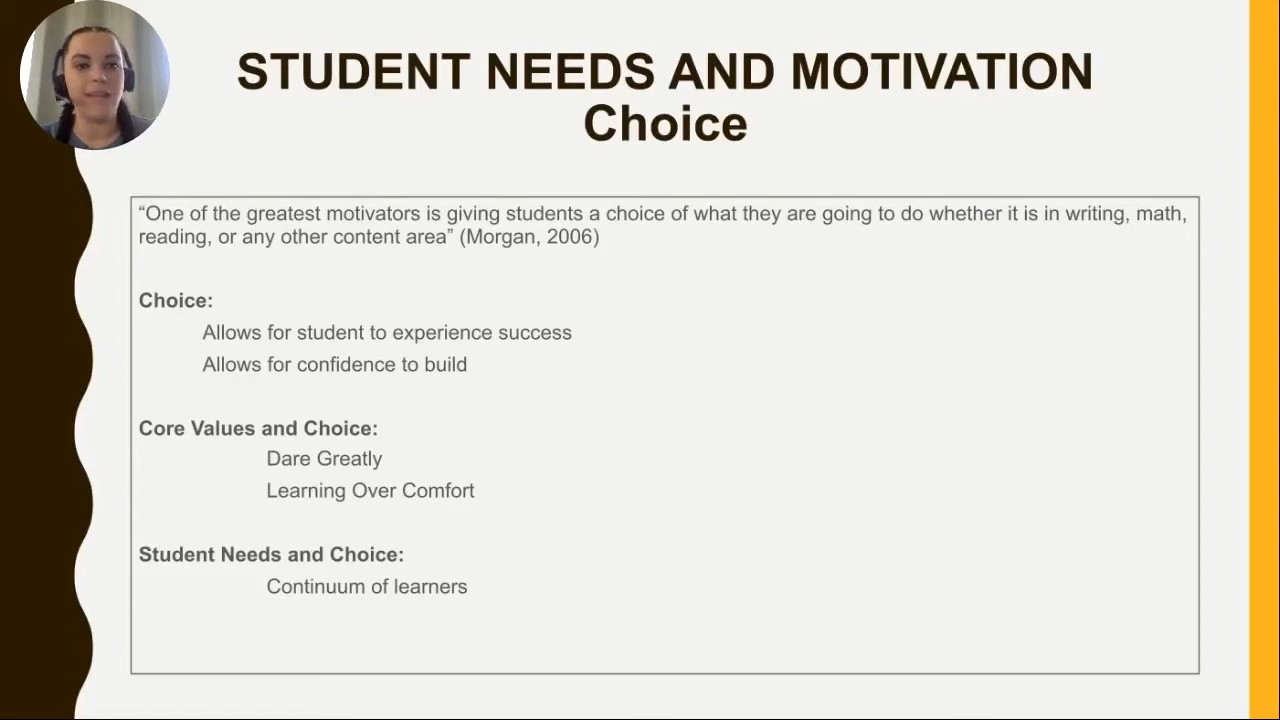 STUDENT NEEDS AND MOTIVATION
Choice
“One of the greatest motivators is giving students a choice of what they are going to do whether it is in writing, math,
reading, or any other content area” (Morgan, 2006)
Choice:
Allows for student to experience success
Allows for confidence to build
Core Values and Choice:
Dare Greatly
Learning Over Comfort
Student Needs and Choice:
Continuum of learners